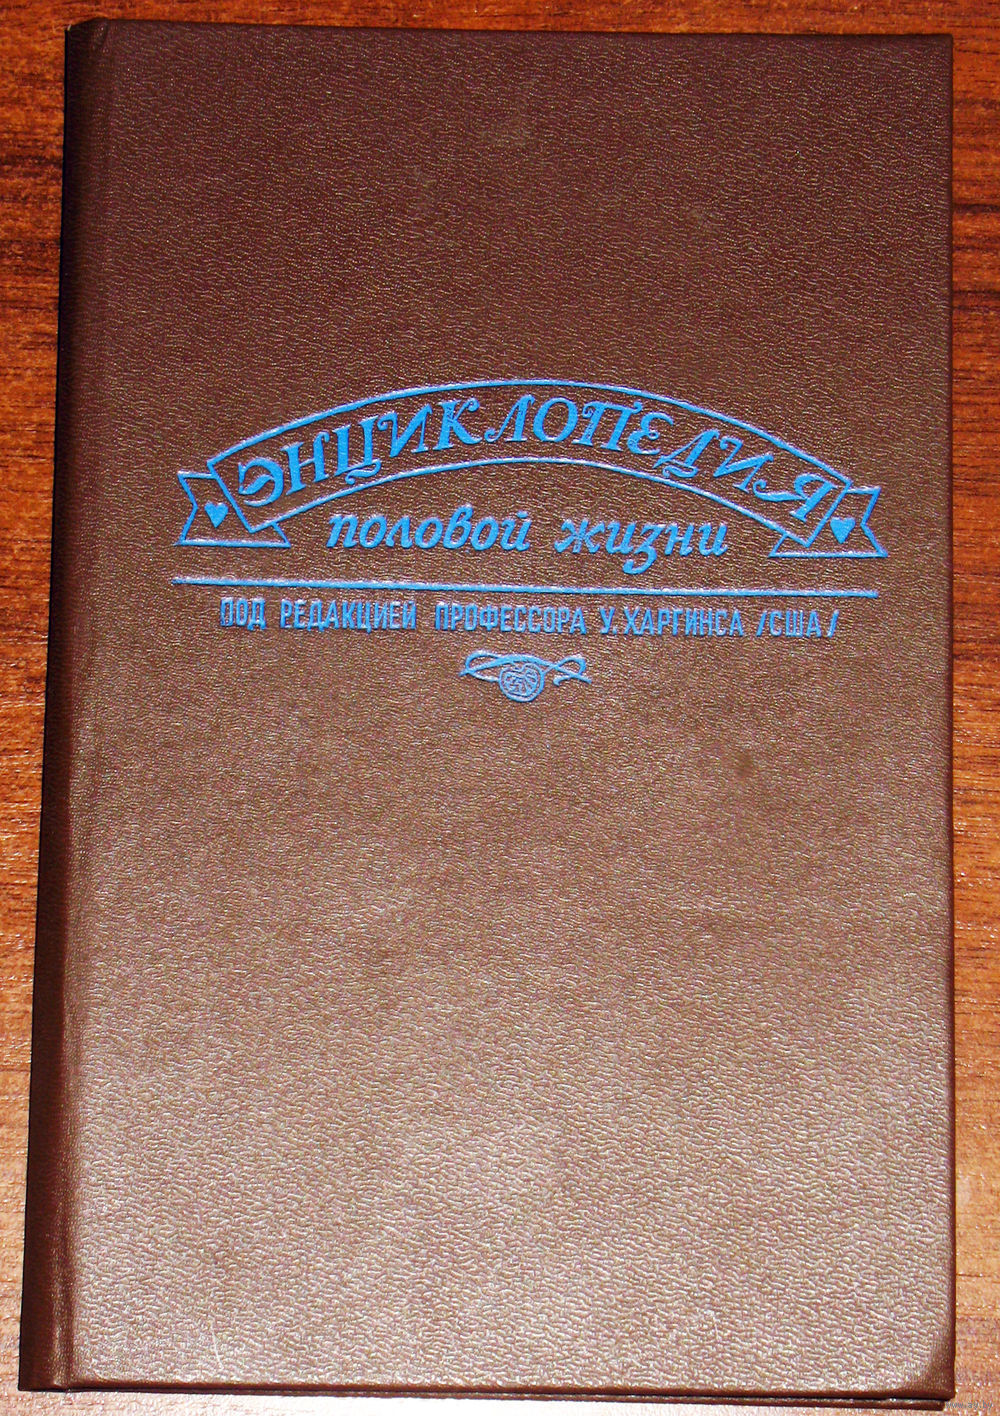 ЭНЦИКЛОПЕДИЯ
половой жизни
ПОД РЕДАКЦИЕЙ ПРОФЕССОРА У. ХАРГИНСА /США/